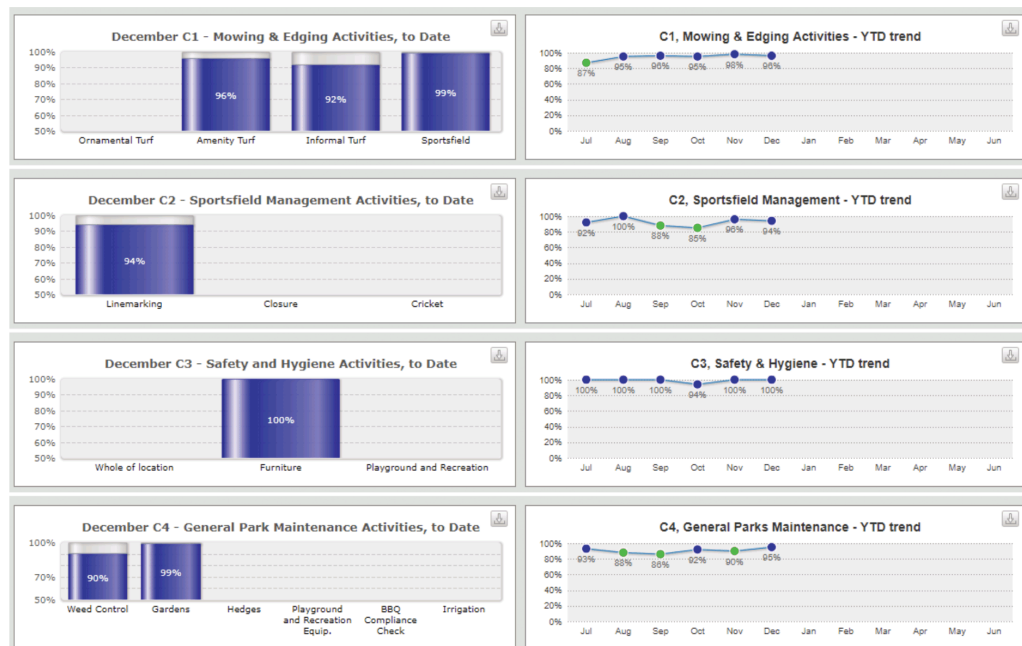 December C1 - Mowing & Edging Activities, to Date
100%
90%
80%
70%
60%
50%
96%
92%
99%
Ornamental Turf Amenity Turf Informal Turf Sportsfield
C1, Mowing & Edging Activities - YTD trend
100%
80%
60%
40%
20%
0%
87% 95% 96% 95% 98% 96%
Jul Aug Sep Oct Nov Dec Jan Feb Mar Apr May Jun
December C2 - Sportsfield Management Activities, to Date
100%
90%
80%
70%
60%
50%
94%
Linemarking Closure Cricket
C2, Sportsfield Management - YTD trend
100%
80%
60%
40%
20%
0%
92% 100% 88% 85% 96% 94%
Jul Aug Sep Oct Nov Dec Jan Feb Mar Apr May Jun
December C3 - Safety and Hygiene Activities, to Date
100%
90%
80%
70%
60%
50%
100%
Whole of location Furniture Playground and Recreation
C3, Safety & Hygiene - YTD trend
100%
80%
60%
40%
20%
0%
100% 100% 100% 94% 100% 100%
Jul Aug Sep Oct Nov Dec Jan Feb Mar Apr May Jun
December C4 - General Park Maintenance Activities, to Date
100%
70%
50%
90%
99%
Weed Control Gardens Hedges Playground BBQ Irrigation
and Recreation Compliance
Equip. Check
C4, General Parks Maintenance - YTD trend
100%
80%
60%
40%
20%
0%
93% 88% 86% 92% 90% 95%
Jul Aug Sep Oct Nov Dec Jan Feb Mar Apr May Jun